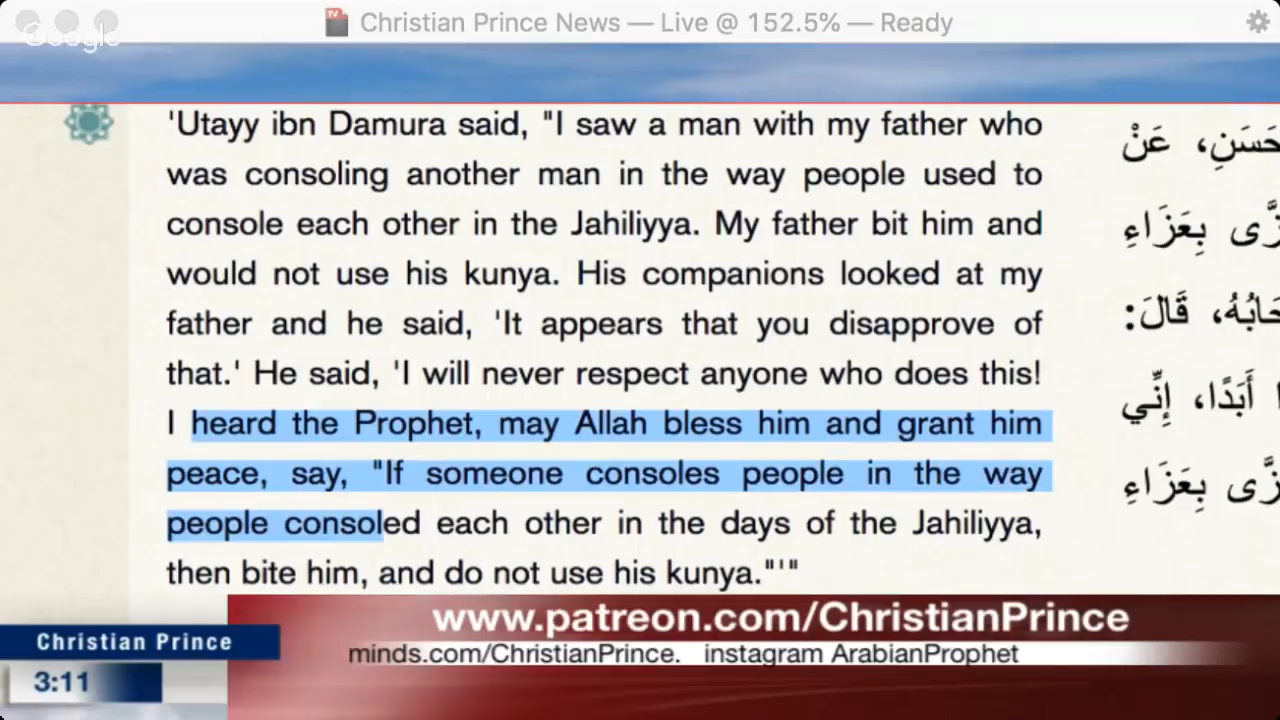 Christian Prince News — Live @ 152.5% — Ready
Google
'Utayy ibn Damura said, "I saw a man with my father who
was consoling another man in the way people used to
console each other in the Jahiliyya. My father bit him and
would not use his kunya. His companions looked at my
father and he said, 'It appears that you disapprove of
that.' He said, 'I will never respect anyone who does this!
I heard the Prophet, may Allah bless him and grant him
peace, say, "If someone consoles people in the way
people consoled each other in the days of the Jahiliyya,
then bite him, and do not use his kunya."'"
حَسَنِ، عَنْ
زَّى بِعَزَاءِ
حَابُهُ، قَالَ:
أَبَدًا، إِنِّي
زَّى بِعَزَاءِ
www.patreon.com/ChristianPrince
Christian Prince
minds.com/ChristianPrince. instagram ArabianProphet
3:11